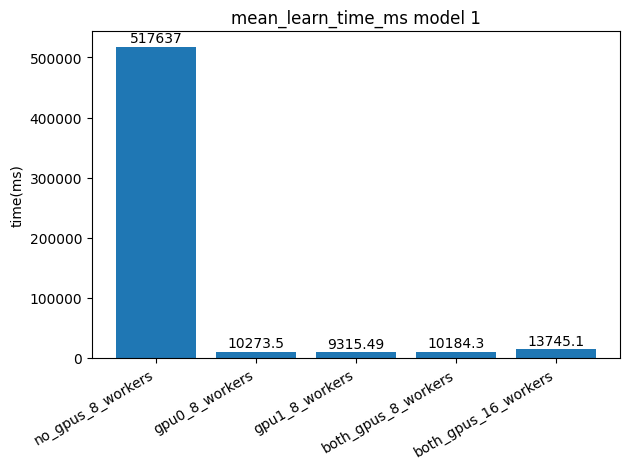 mean_learn_time_ms model 1
time(ms)
500000
400000
300000
200000
100000
0
517637
10273.5
9315.49
10184.3
13745.1
no_gpus_8_workers
gpu0_8_workers
gpu1_8_workers
both_gpus_8_workers
both_gpus_16_workers